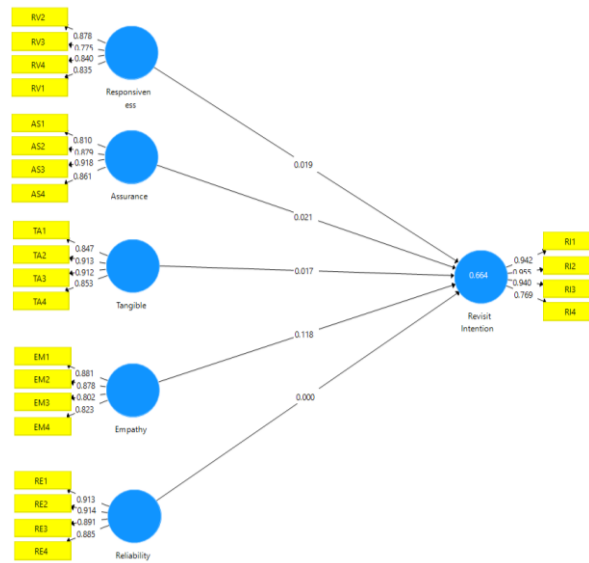 RV2
RV3
RV4
RV1
0.878
0.775
0.840
0.835
Responsiven
ess
AS1
AS2
AS3
AS4
0.810
0.879
0.918
0.861
Assurance
TA1
TA2
TA3
TA4
0.847
0.913
0.912
0.853
Tangible
EM1
EM2
EM3
EM4
0.881
0.878
0.802
0.823
Empathy
RE1
RE2
RE3
RE4
0.913
0.914
0.891
0.885
Reliability
0.019
0.021
0.017
0.118
0.000
0.664
Revisit
Intention
0.942
0.955
0.940
0.769
RI1
RI2
RI3
RI4